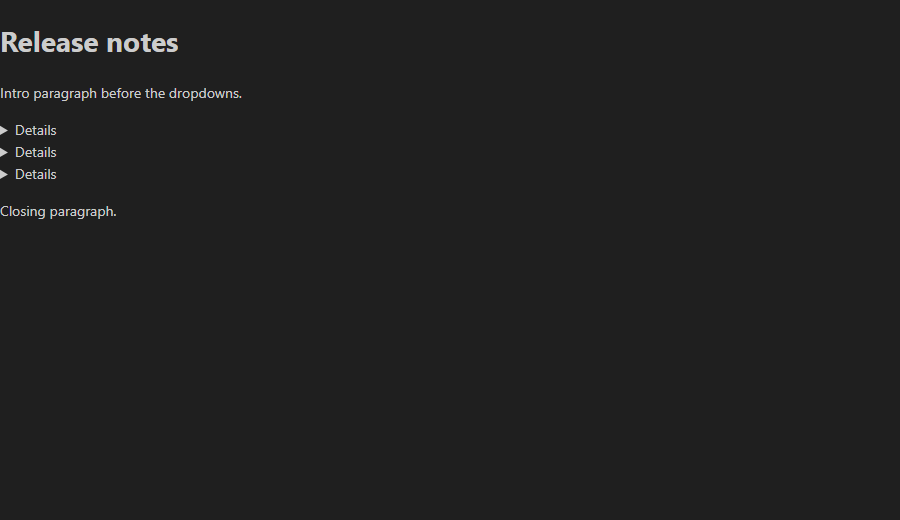 Release notes
Intro paragraph before the dropdowns.
Details
Details
Details
Closing paragraph.